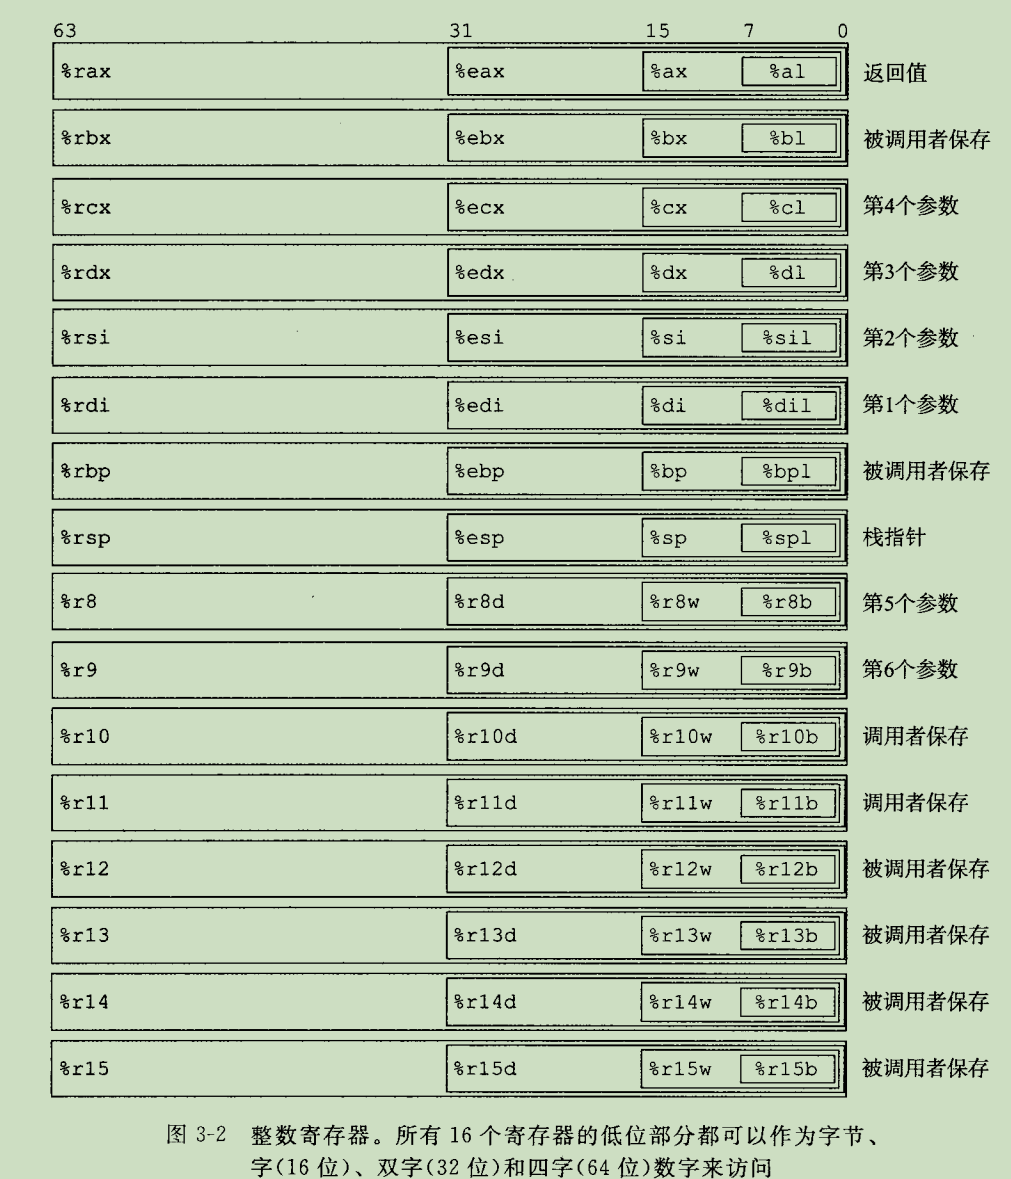 63 31 15 7 0
%rax %eax %ax %al 返回值
%rbx %ebx %bx %bl 被调用者保存
%rcx %ecx %cx %cl 第4个参数
%rdx %edx %dx %dl 第3个参数
%rsi %esi %si %sil 第2个参数
%rdi %edi %di %dil 第1个参数
%rbp %ebp %bp %bpl 被调用者保存
%rsp %esp %sp %spl 栈指针
%r8 %r8d %r8w %r8b 第5个参数
%r9 %r9d %r9w %r9b 第6个参数
%r10 %r10d %r10w %r10b 调用者保存
%r11 %r11d %r11w %r11b 调用者保存
%r12 %r12d %r12w %r12b 被调用者保存
%r13 %r13d %r13w %r13b 被调用者保存
%r14 %r14d %r14w %r14b 被调用者保存
%r15 %r15d %r15w %r15b 被调用者保存
图 3-2 整数寄存器。所有 16 个寄存器的低位部分都可以作为字节、
字(16 位)、双字(32 位)和四字(64 位)数字来访问